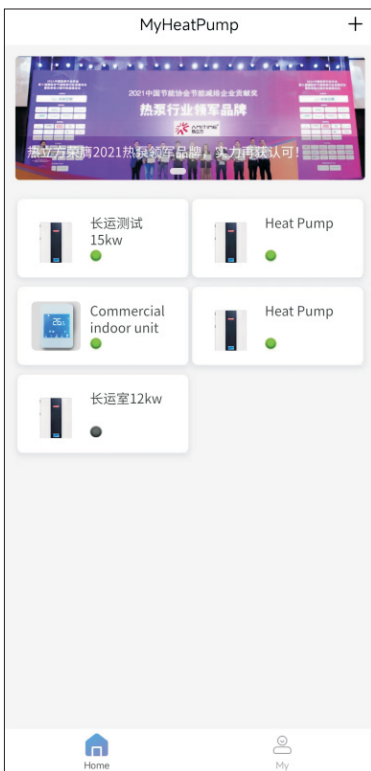 MyHeatPump
2021中国节能协会节能减排企业贡献奖
热泵行业领军品牌
热立方荣膺2021热泵领军品牌，实力再获认可！
长运测试
15kw
Heat Pump
Commercial
indoor unit
Heat Pump
长运室12kw
Home
My